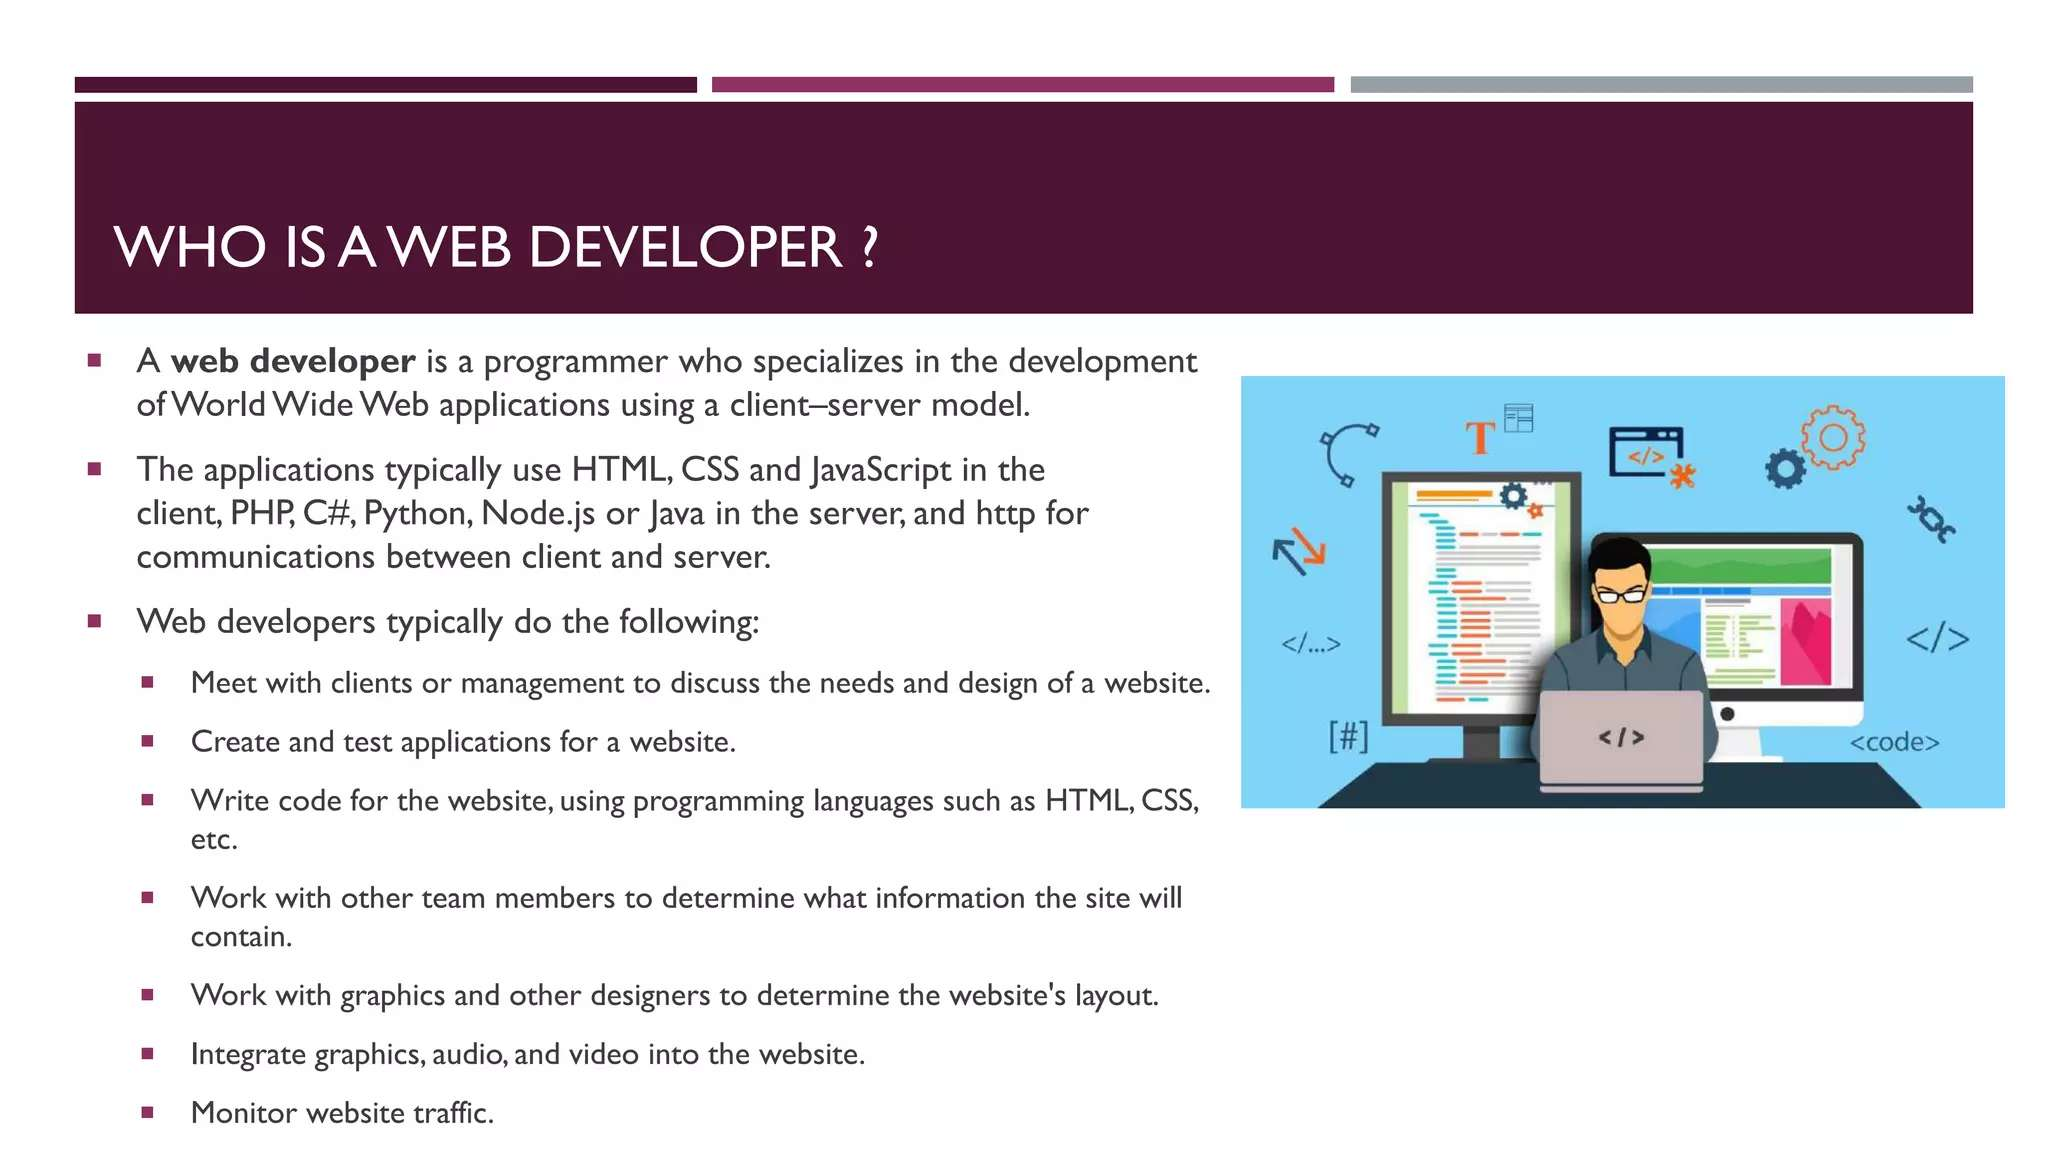 WHO IS A WEB DEVELOPER ?
A web developer is a programmer who specializes in the development
of World Wide Web applications using a client–server model.
The applications typically use HTML, CSS and JavaScript in the
client, PHP, C#, Python, Node.js or Java in the server, and http for
communications between client and server.
Web developers typically do the following:
Meet with clients or management to discuss the needs and design of a website.
Create and test applications for a website.
Write code for the website, using programming languages such as HTML, CSS,
etc.
Work with other team members to determine what information the site will
contain.
Work with graphics and other designers to determine the website's layout.
Integrate graphics, audio, and video into the website.
Monitor website traffic.
T
</>
</...>
</>
[#]
</>
<code>